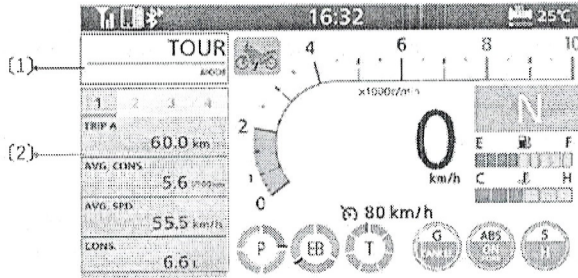 16:32
25℃
(1)
TOUR
MODE
4 6 8 10
x1000r/min
(2)
1 2 3 4
TRIP A
60.0 km
AVG. CONS
5.6
AVG. SPD
55.5 km/h
CONS.
6.6 L
2
1
0
0
km/h
N
E F
C H
80 km/h
P EB T
G
ABS
ON
S